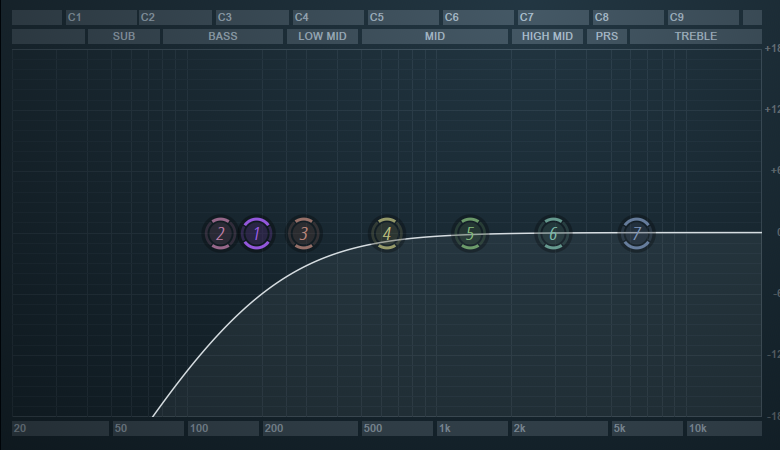 C1 C2 C3 C4 C5 C6 C7 C8 C9
SUB BASS LOW MID MID HIGH MID PRS TREBLE
+18
+12
+6
0
2 1 3 4 5 6 7
-6
-12
-18
20 50 100 200 500 1k 2k 5k 10k